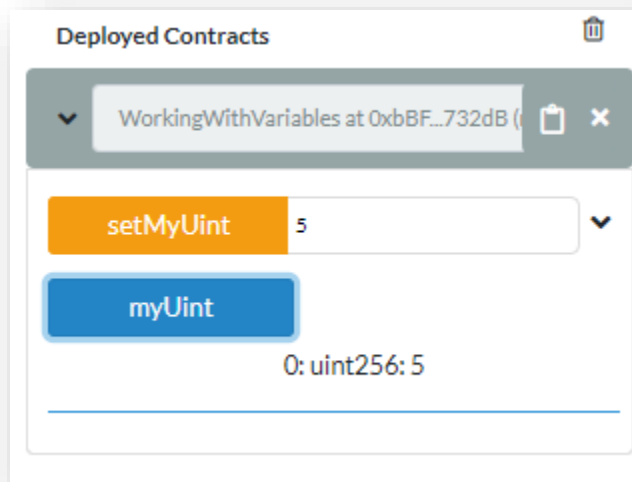 Deployed Contracts
WorkingWithVariables at 0xbBF...732dB (
setMyUint 5
myUint
0: uint256: 5